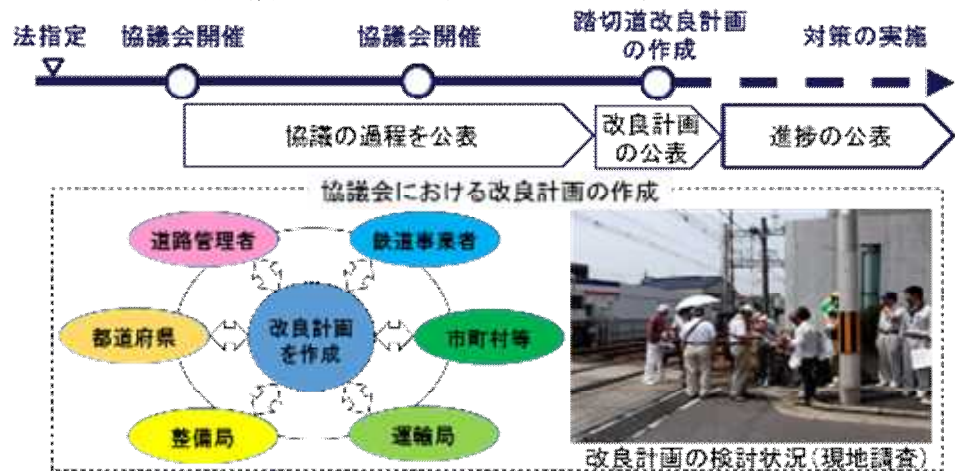 法指定
協議会開催
協議会開催
踏切道改良計画
の作成
対策の実施
協議の過程を公表
改良計画
の公表
進捗の公表
協議会における改良計画の作成
道路管理者
鉄道事業者
都道府県
改良計画
を作成
市町村等
整備局
運輸局
改良計画の検討状況(現地調査)